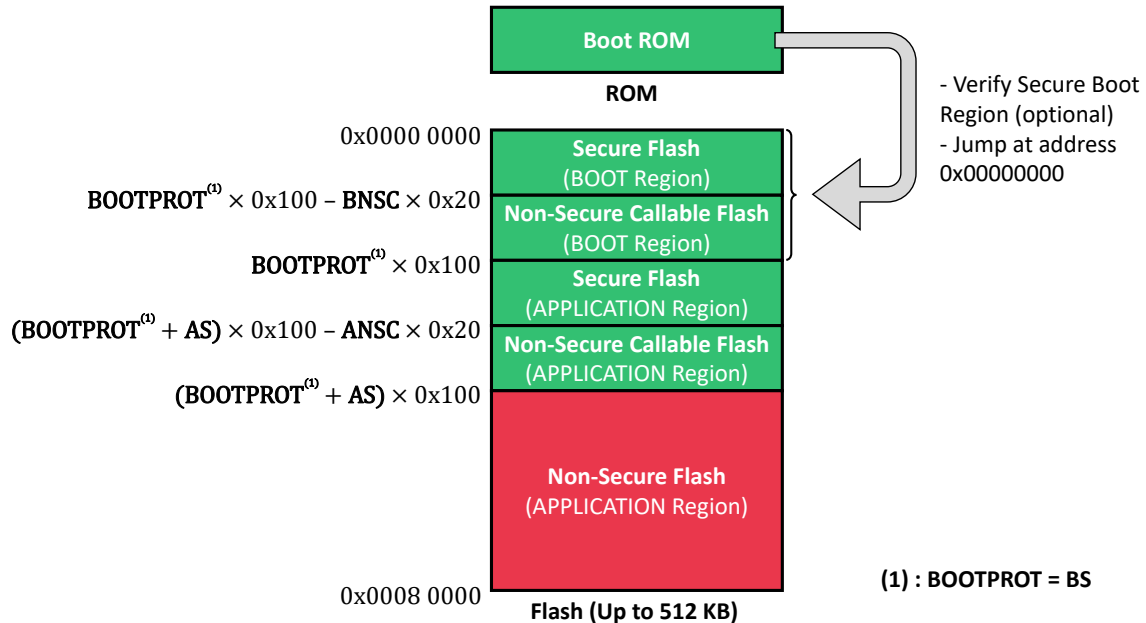 Boot ROM
ROM
- Verify Secure Boot
Region (optional)
- Jump at address
0x00000000
0x0000 0000
Secure Flash
(BOOT Region)
BOOTPROT⁽¹⁾ × 0x100 – BNSC × 0x20
Non-Secure Callable Flash
(BOOT Region)
BOOTPROT⁽¹⁾ × 0x100
Secure Flash
(APPLICATION Region)
(BOOTPROT⁽¹⁾ + AS) × 0x100 – ANSC × 0x20
Non-Secure Callable Flash
(APPLICATION Region)
(BOOTPROT⁽¹⁾ + AS) × 0x100
Non-Secure Flash
(APPLICATION Region)
(1) : BOOTPROT = BS
0x0008 0000
Flash (Up to 512 KB)